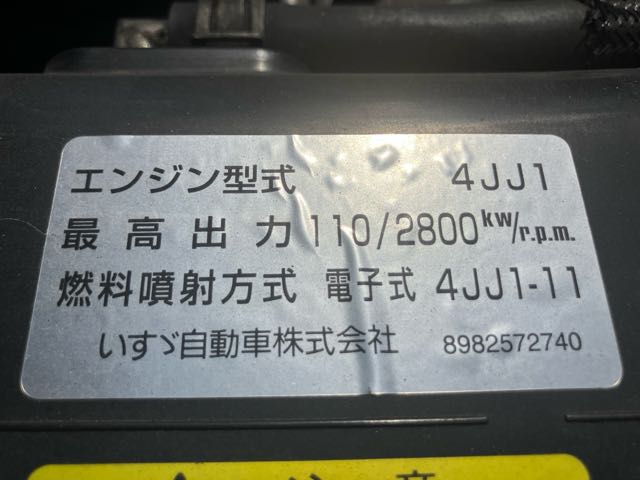 エンジン型式 4JJ1
最高出力 110/2800 kw/r.p.m.
燃料噴射方式 電子式 4JJ1-11
いすゞ自動車株式会社 8982572740